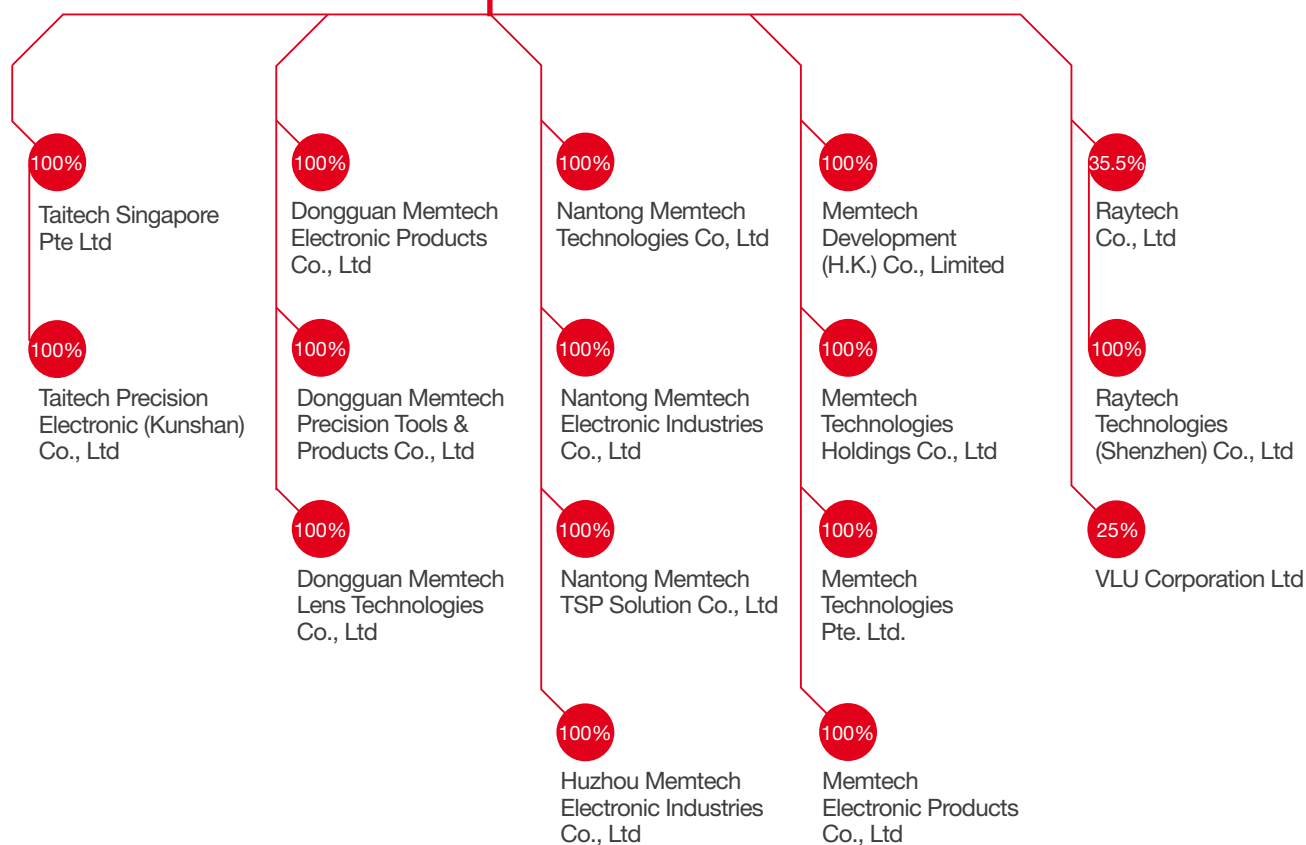 100%
Taitech Singapore
Pte Ltd
100%
Taitech Precision
Electronic (Kunshan)
Co., Ltd
100%
Dongguan Memtech
Electronic Products
Co., Ltd
100%
Dongguan Memtech
Precision Tools &
Products Co., Ltd
100%
Dongguan Memtech
Lens Technologies
Co., Ltd
100%
Nantong Memtech
Technologies Co, Ltd
100%
Nantong Memtech
Electronic Industries
Co., Ltd
100%
Nantong Memtech
TSP Solution Co., Ltd
100%
Huzhou Memtech
Electronic Industries
Co., Ltd
100%
Memtech
Development
(H.K.) Co., Limited
100%
Memtech
Technologies
Holdings Co., Ltd
100%
Memtech
Technologies
Pte. Ltd.
100%
Memtech
Electronic Products
Co., Ltd
35.5%
Raytech
Co., Ltd
100%
Raytech
Technologies
(Shenzhen) Co., Ltd
25%
VLU Corporation Ltd